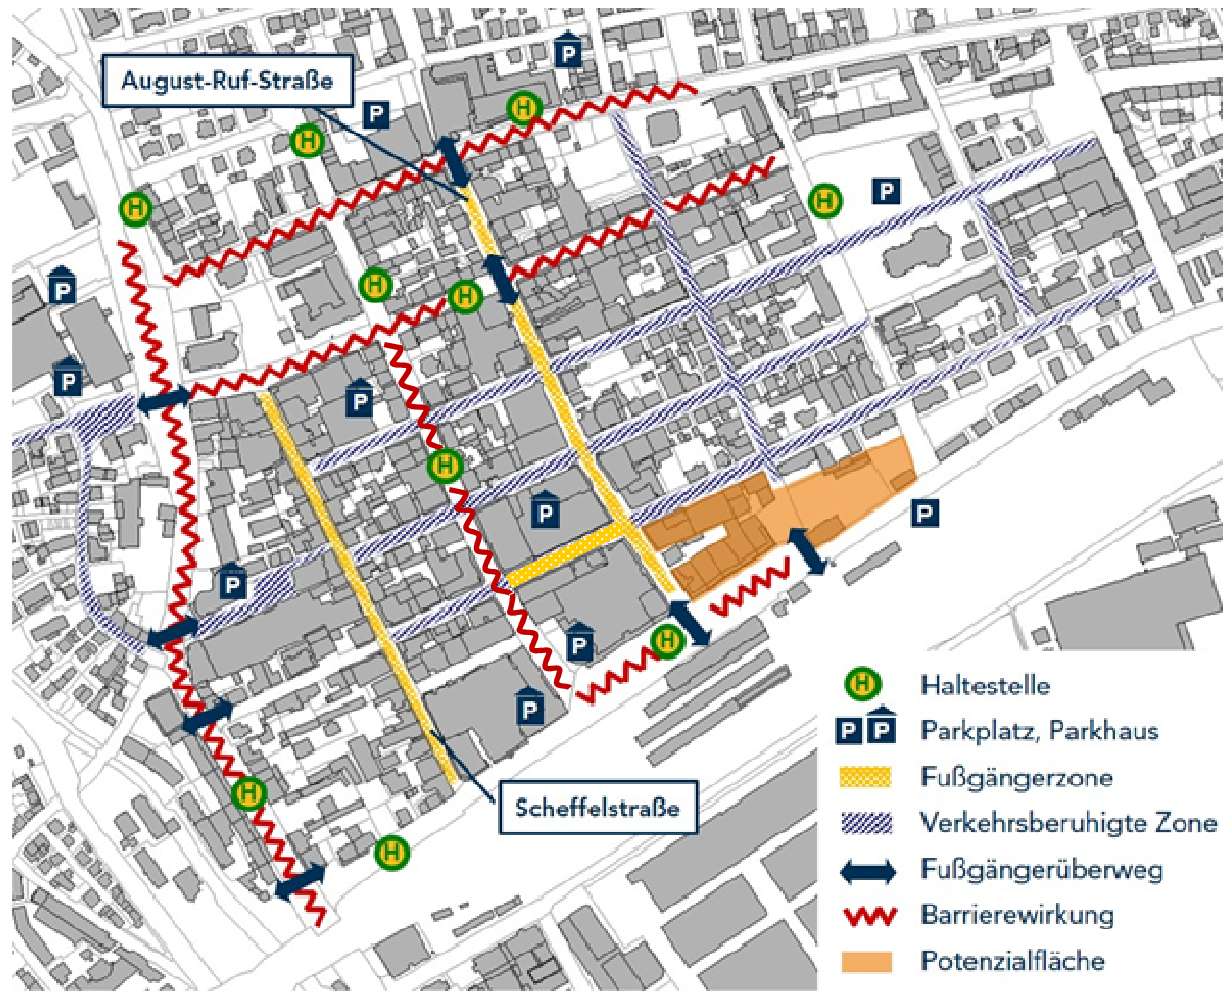 P
August-Ruf-Straße
H
P
H
H
P
H
P
H
H
P
P
H
P
P
P
P
H
P
Haltestelle
P P
Parkplatz, Parkhaus
Fußgängerzone
Verkehrsberuhigte Zone
Fußgängerüberweg
Barrierewirkung
Potenzialfläche
H
P
H
H
Scheffelstraße